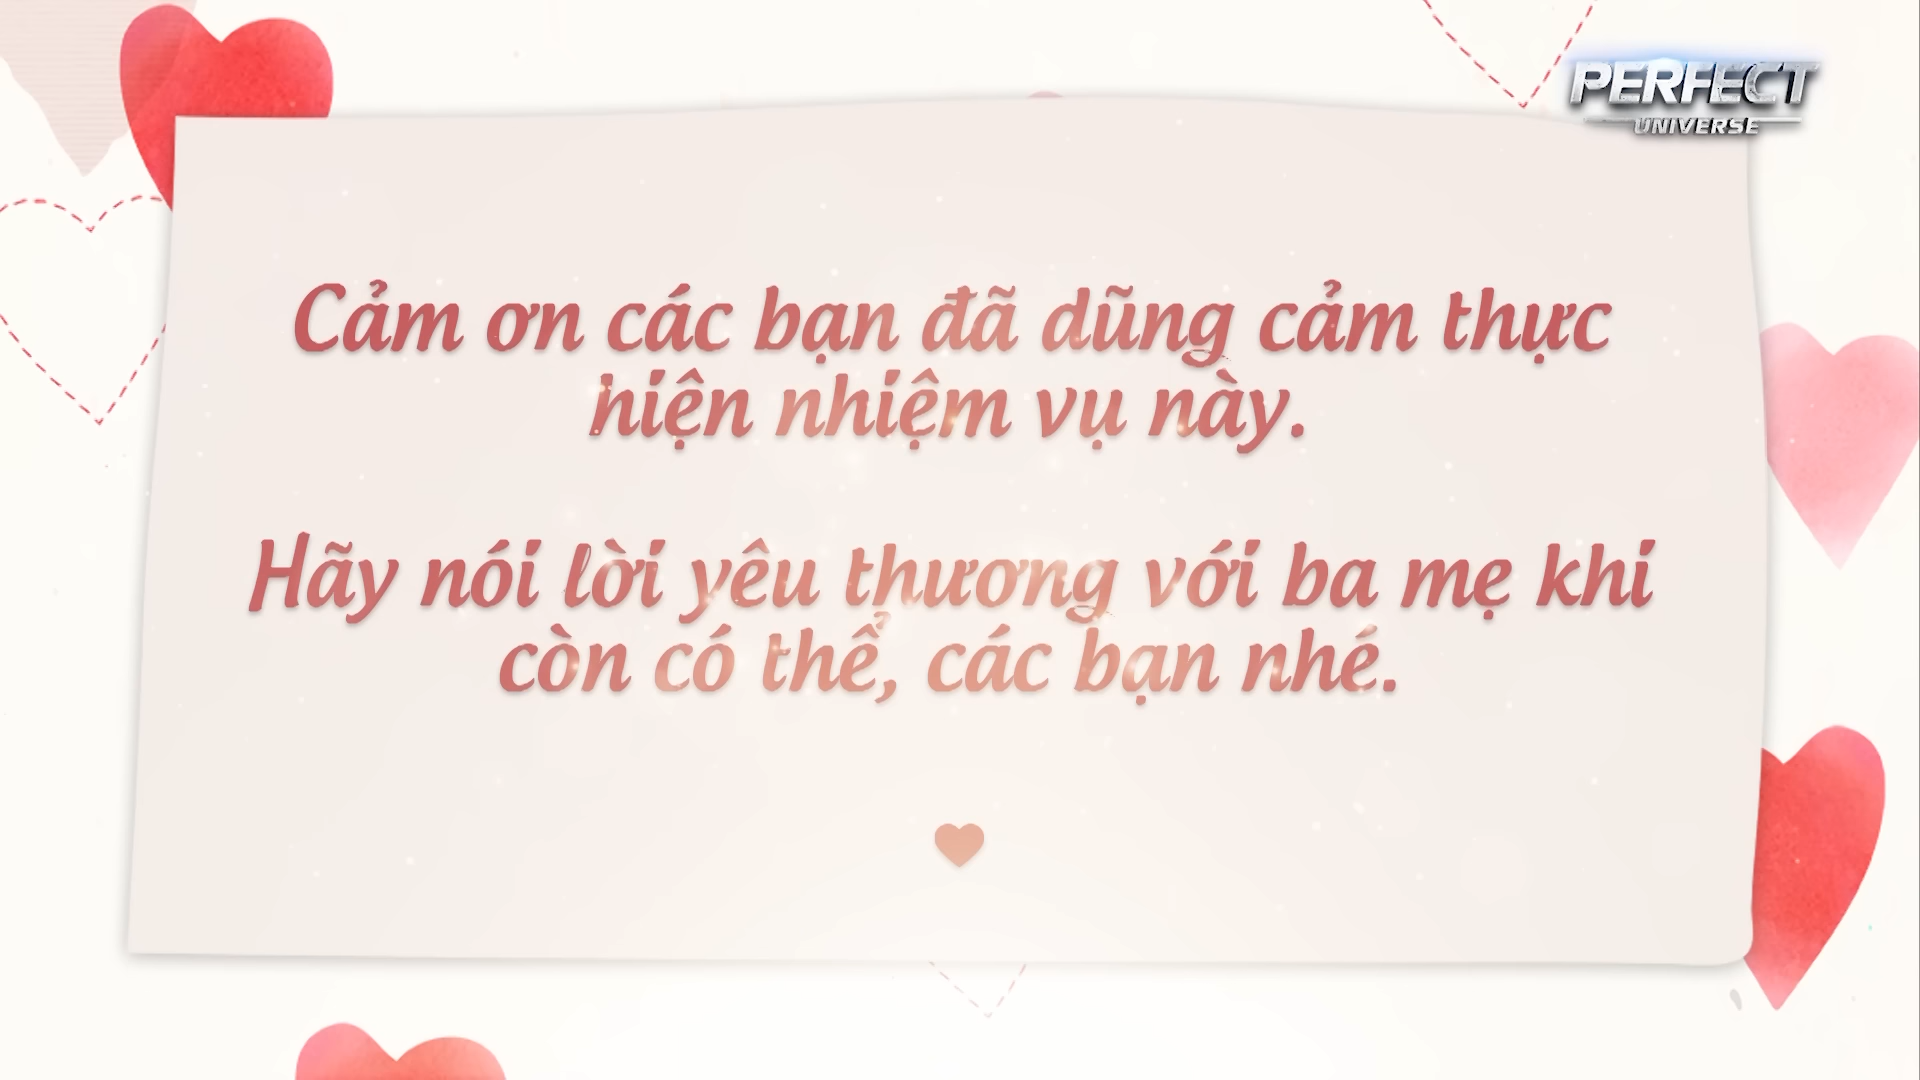 PERFECT
UNIVERSE
Cảm ơn các bạn đã dũng cảm thực
hiện nhiệm vụ này.
Hãy nói lời yêu thương với ba mẹ khi
còn có thể, các bạn nhé.